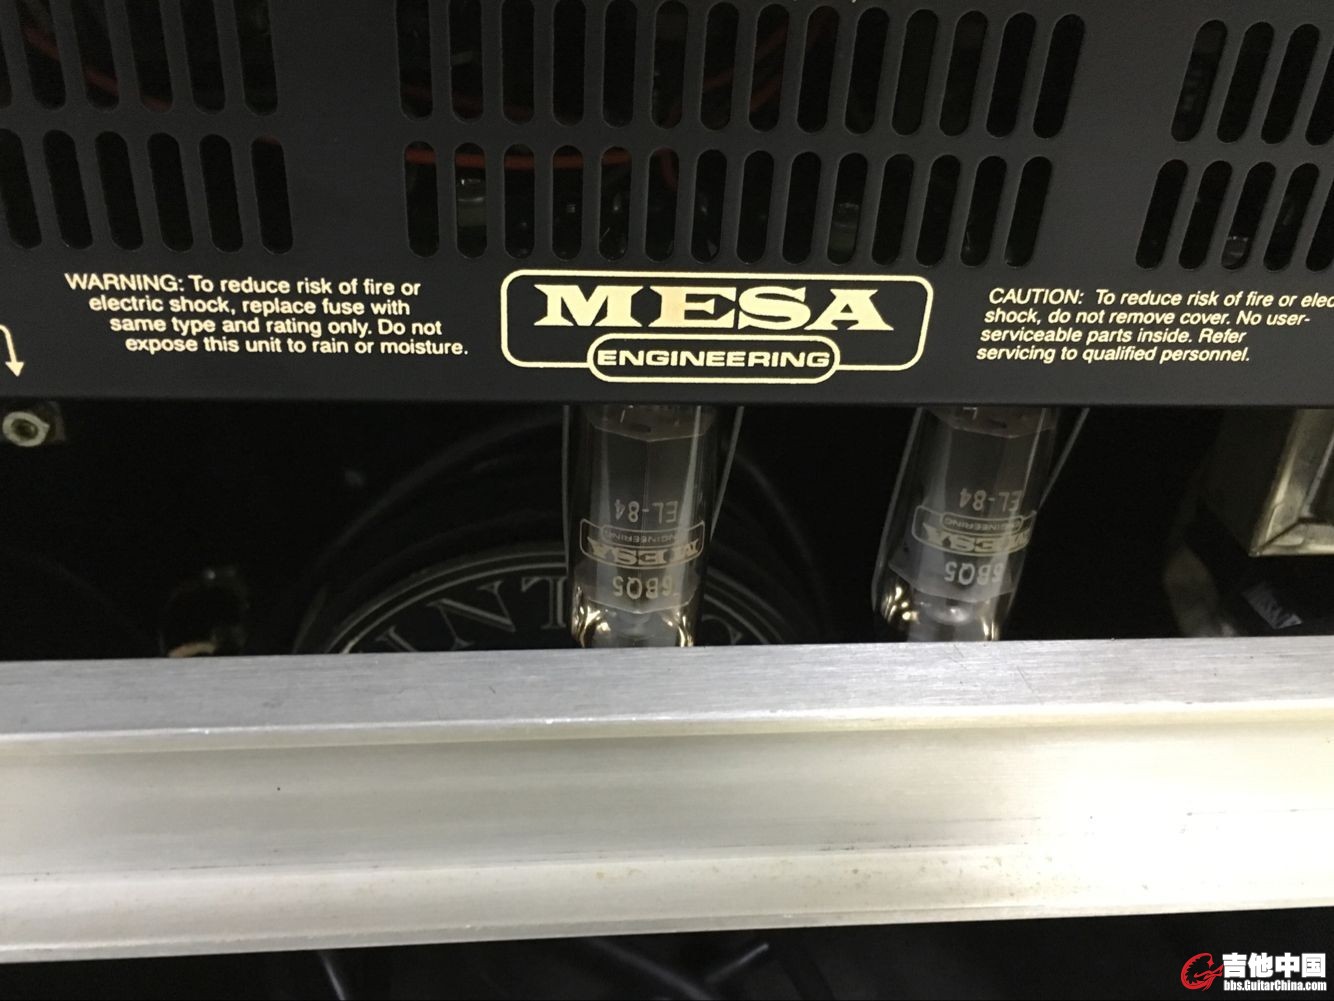 WARNING: To reduce risk of fire or
electric shock, replace fuse with
same type and rating only. Do not
expose this unit to rain or moisture.
MESA
ENGINEERING
CAUTION: To reduce risk of fire or
shock, do not remove cover. No user-
serviceable parts inside. Refer
servicing to qualified personnel.
EL-84
MESA
ENGINEERING
6BQ5
EL-84
MESA
ENGINEERING
6BQ5
吉他中国
bbs.GuitarChina.com